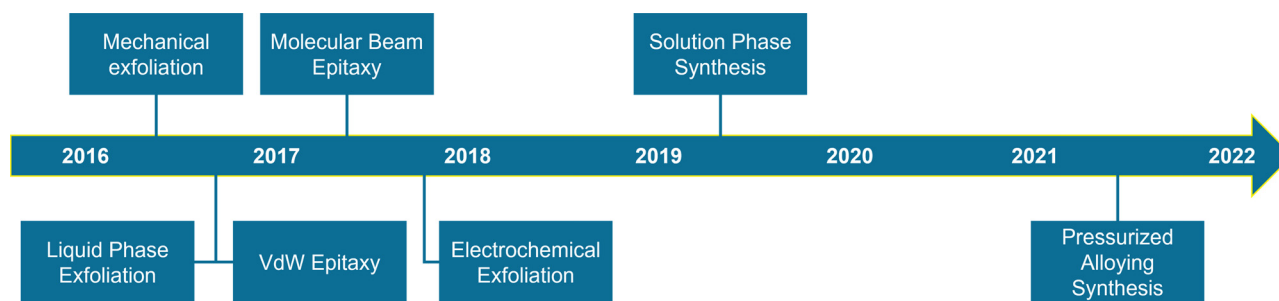 Mechanical
exfoliation
Molecular Beam
Epitaxy
Solution Phase
Synthesis
2016
2017
2018
2019
2020
2021
2022
Liquid Phase
Exfoliation
VdW Epitaxy
Electrochemical
Exfoliation
Pressurized
Alloying
Synthesis